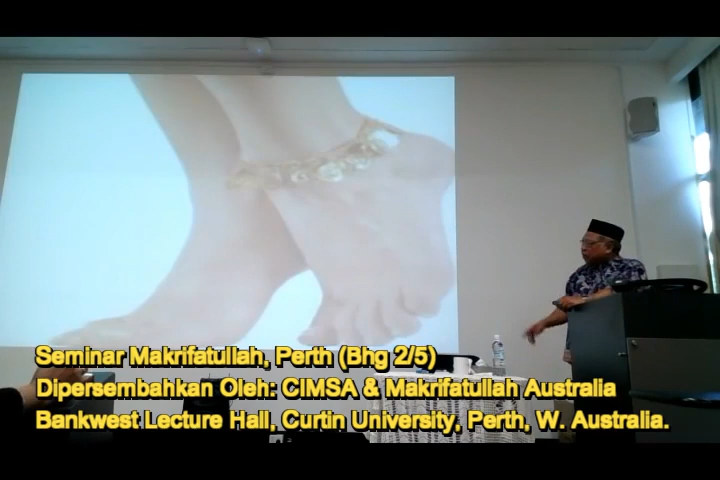 Seminar Makrifatullah, Perth (Bhg 2/5)
Dipersembahkan Oleh: CIMSA & Makrifatullah Australia
Bankwest Lecture Hall, Curtin University, Perth, W. Australia.